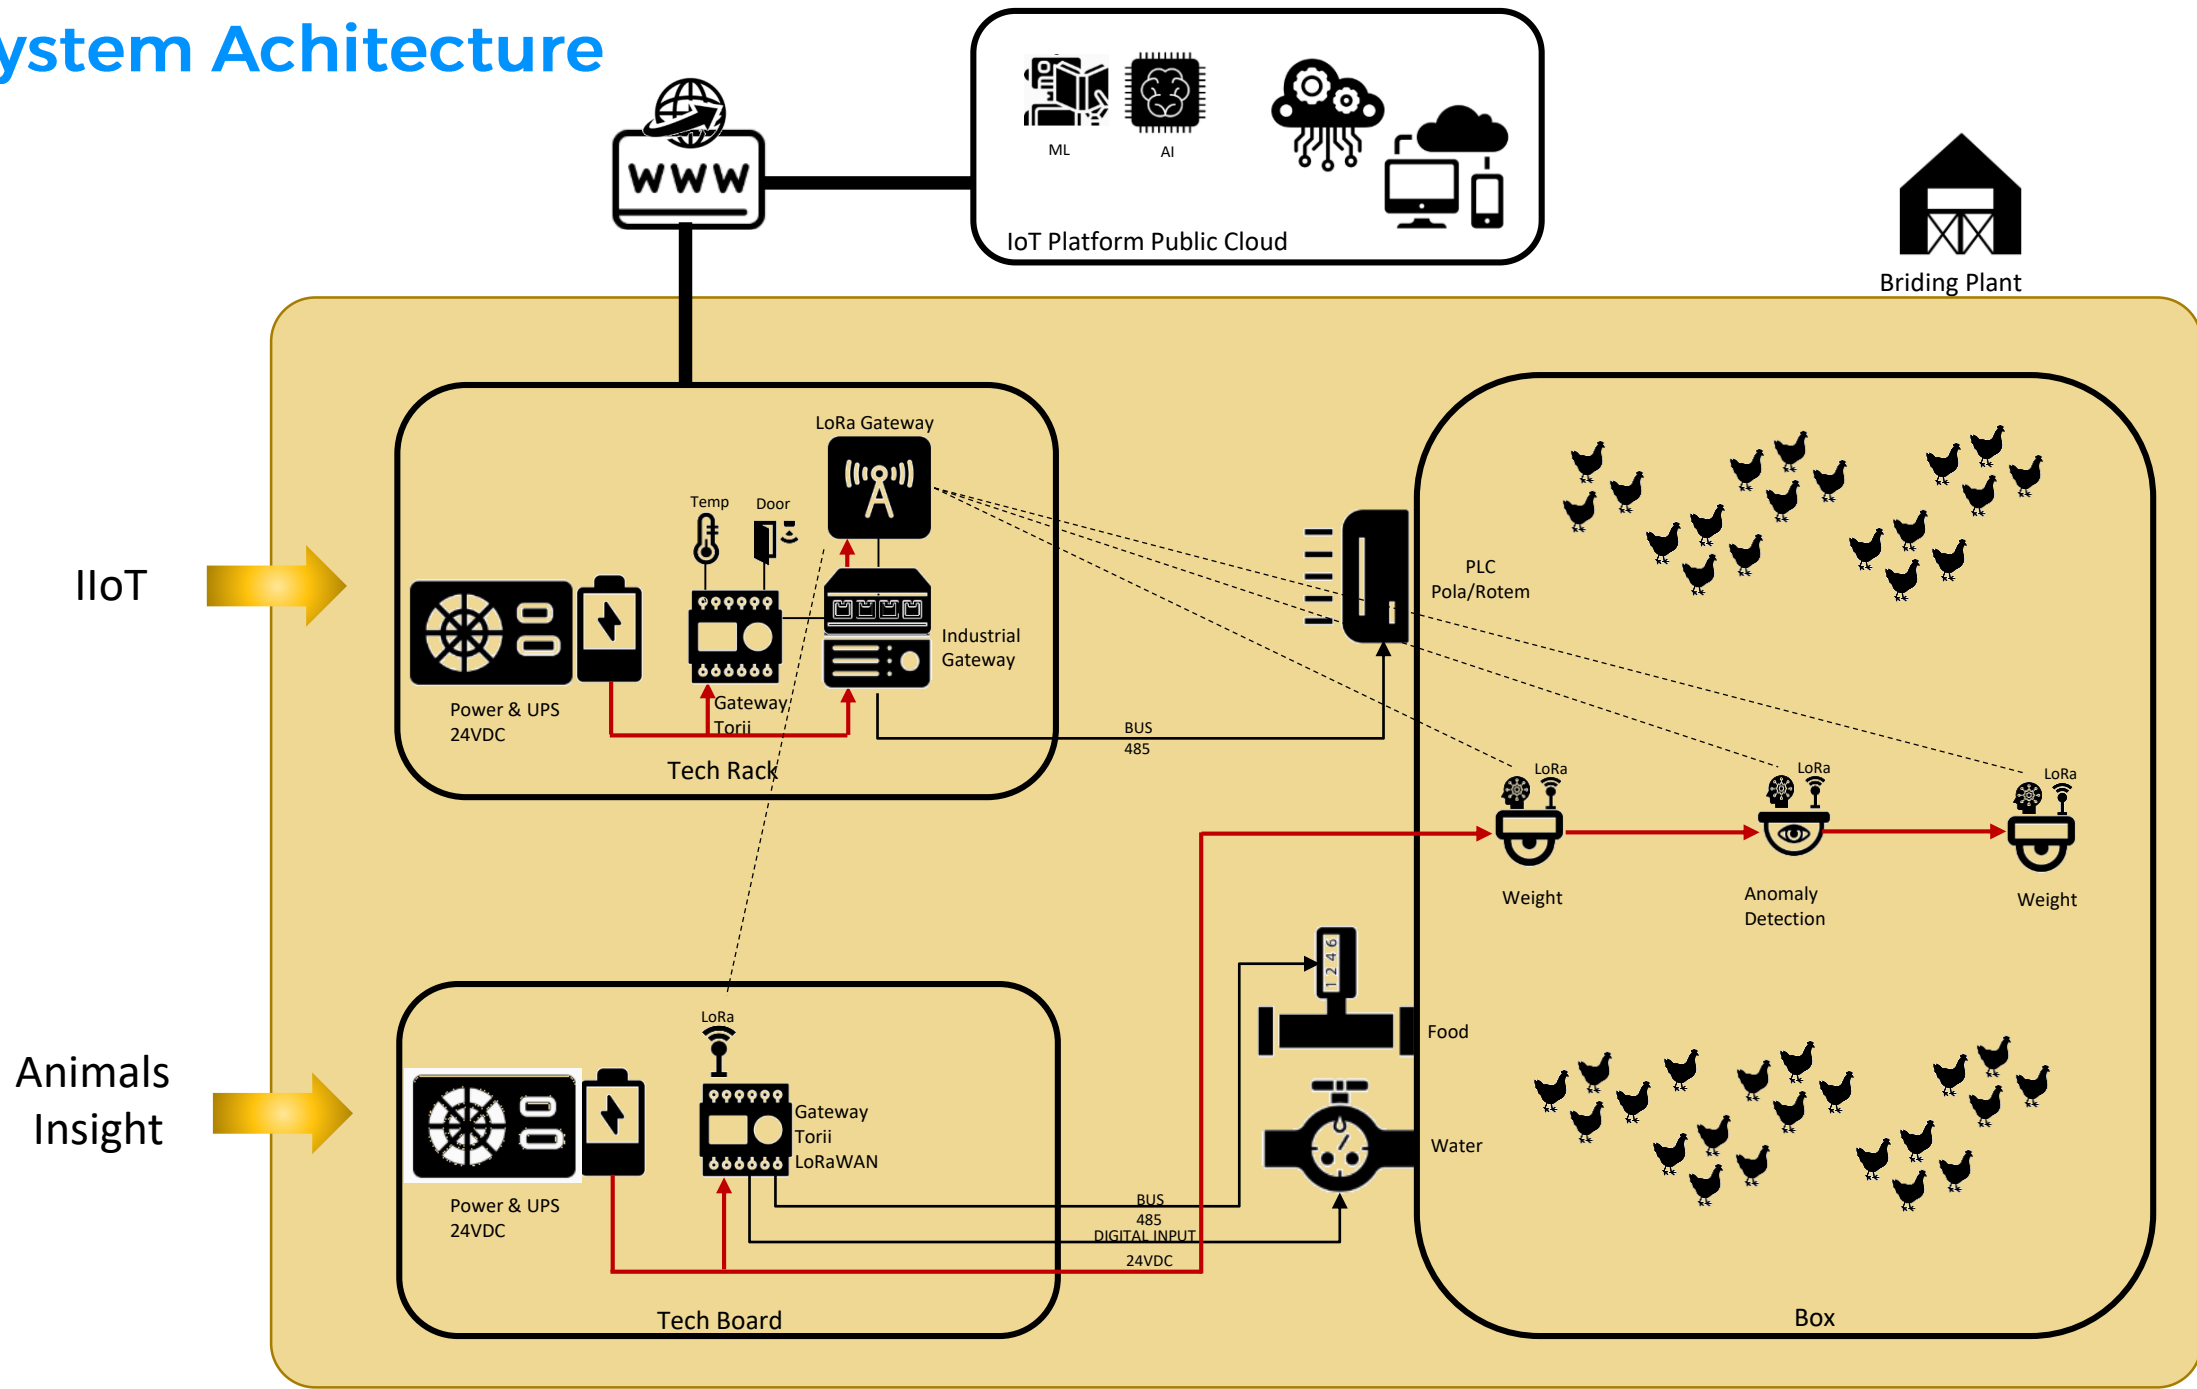 ystem Achitecture
WWW
ML
AI
IoT Platform Public Cloud
Briding Plant
LoRa Gateway
Temp
Door
IIoT
PLC
Pola/Rotem
Industrial
Gateway
Power & UPS
24VDC
Gateway
Torii
BUS
485
Tech Rack
LoRa
LoRa
LoRa
Weight
Anomaly
Detection
Weight
1 2 4 6
LoRa
Food
Animals
Insight
Gateway
Torii
LoRaWAN
Water
Power & UPS
24VDC
BUS
485
DIGITAL INPUT
24VDC
Tech Board
Box